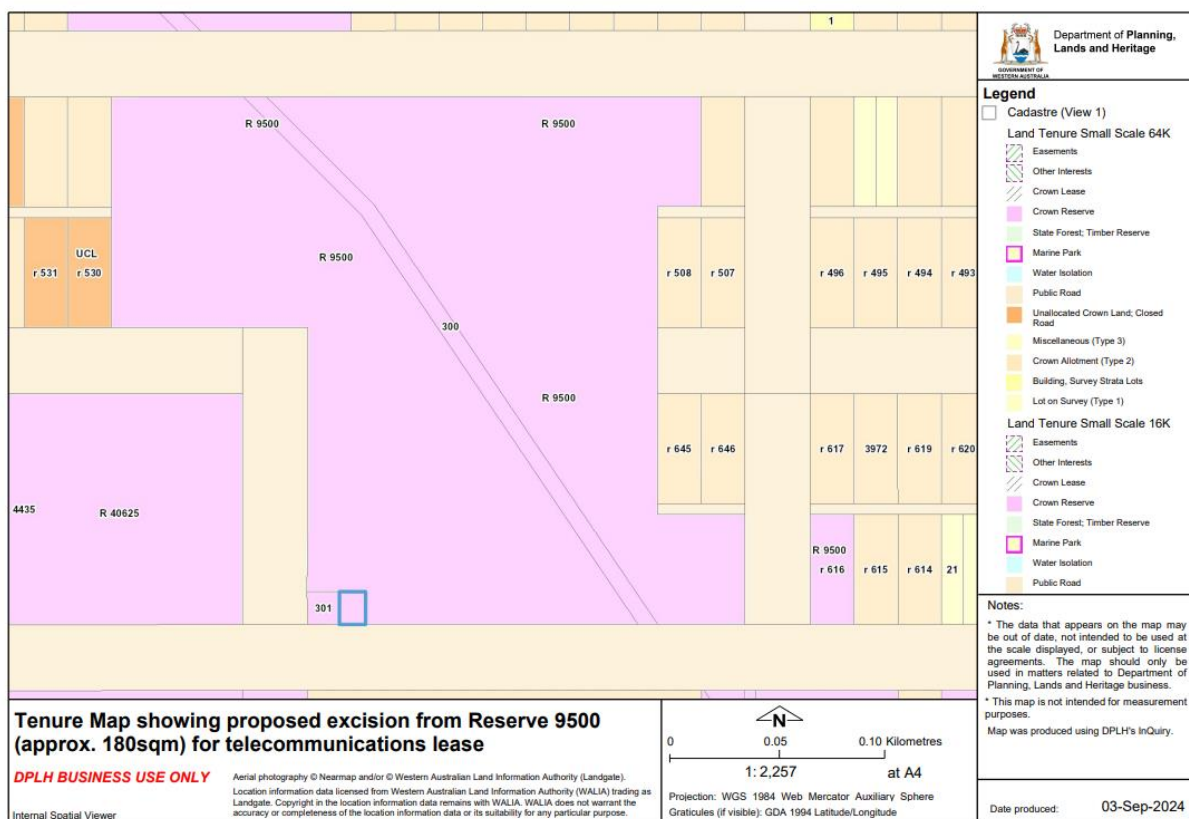 1
R 9500
R 9500
UCL
r 531
r 530
R 9500
r 508
r 507
r 496
r 495
r 494
r 493
300
R 9500
r 645
r 646
r 617
3972
r 619
r 620
4435
R 40625
R 9500
r 616
r 615
r 614
21
301
GOVERNMENT OF
WESTERN AUSTRALIA
Department of Planning,
Lands and Heritage
Legend
Cadastre (View 1)
Land Tenure Small Scale 64K
Easements
Other Interests
Crown Lease
Crown Reserve
State Forest; Timber Reserve
Marine Park
Water Isolation
Public Road
Unallocated Crown Land; Closed
Road
Miscellaneous (Type 3)
Crown Allotment (Type 2)
Building, Survey Strata Lots
Lot on Survey (Type 1)
Land Tenure Small Scale 16K
Easements
Other Interests
Crown Lease
Crown Reserve
State Forest; Timber Reserve
Marine Park
Water Isolation
Public Road
Notes:
* The data that appears on the map may
be out of date, not intended to be used at
the scale displayed, or subject to license
agreements. The map should only be
used in matters related to Department of
Planning, Lands and Heritage business.
* This map is not intended for measurement
purposes.
Map was produced using DPLH's InQuiry.
Date produced: 03-Sep-2024
Tenure Map showing proposed excision from Reserve 9500
(approx. 180sqm) for telecommunications lease
DPLH BUSINESS USE ONLY
Internal Spatial Viewer
Aerial photography © Nearmap and/or © Western Australian Land Information Authority (Landgate).
Location information data licensed from Western Australian Land Information Authority (WALIA) trading as
Landgate. Copyright in the location information data remains with WALIA. WALIA does not warrant the
accuracy or completeness of the location information data or its suitability for any particular purpose.
N
0 0.05 0.10 Kilometres
1: 2,257 at A4
Projection: WGS 1984 Web Mercator Auxiliary Sphere
Graticules (if visible): GDA 1994 Latitude/Longitude